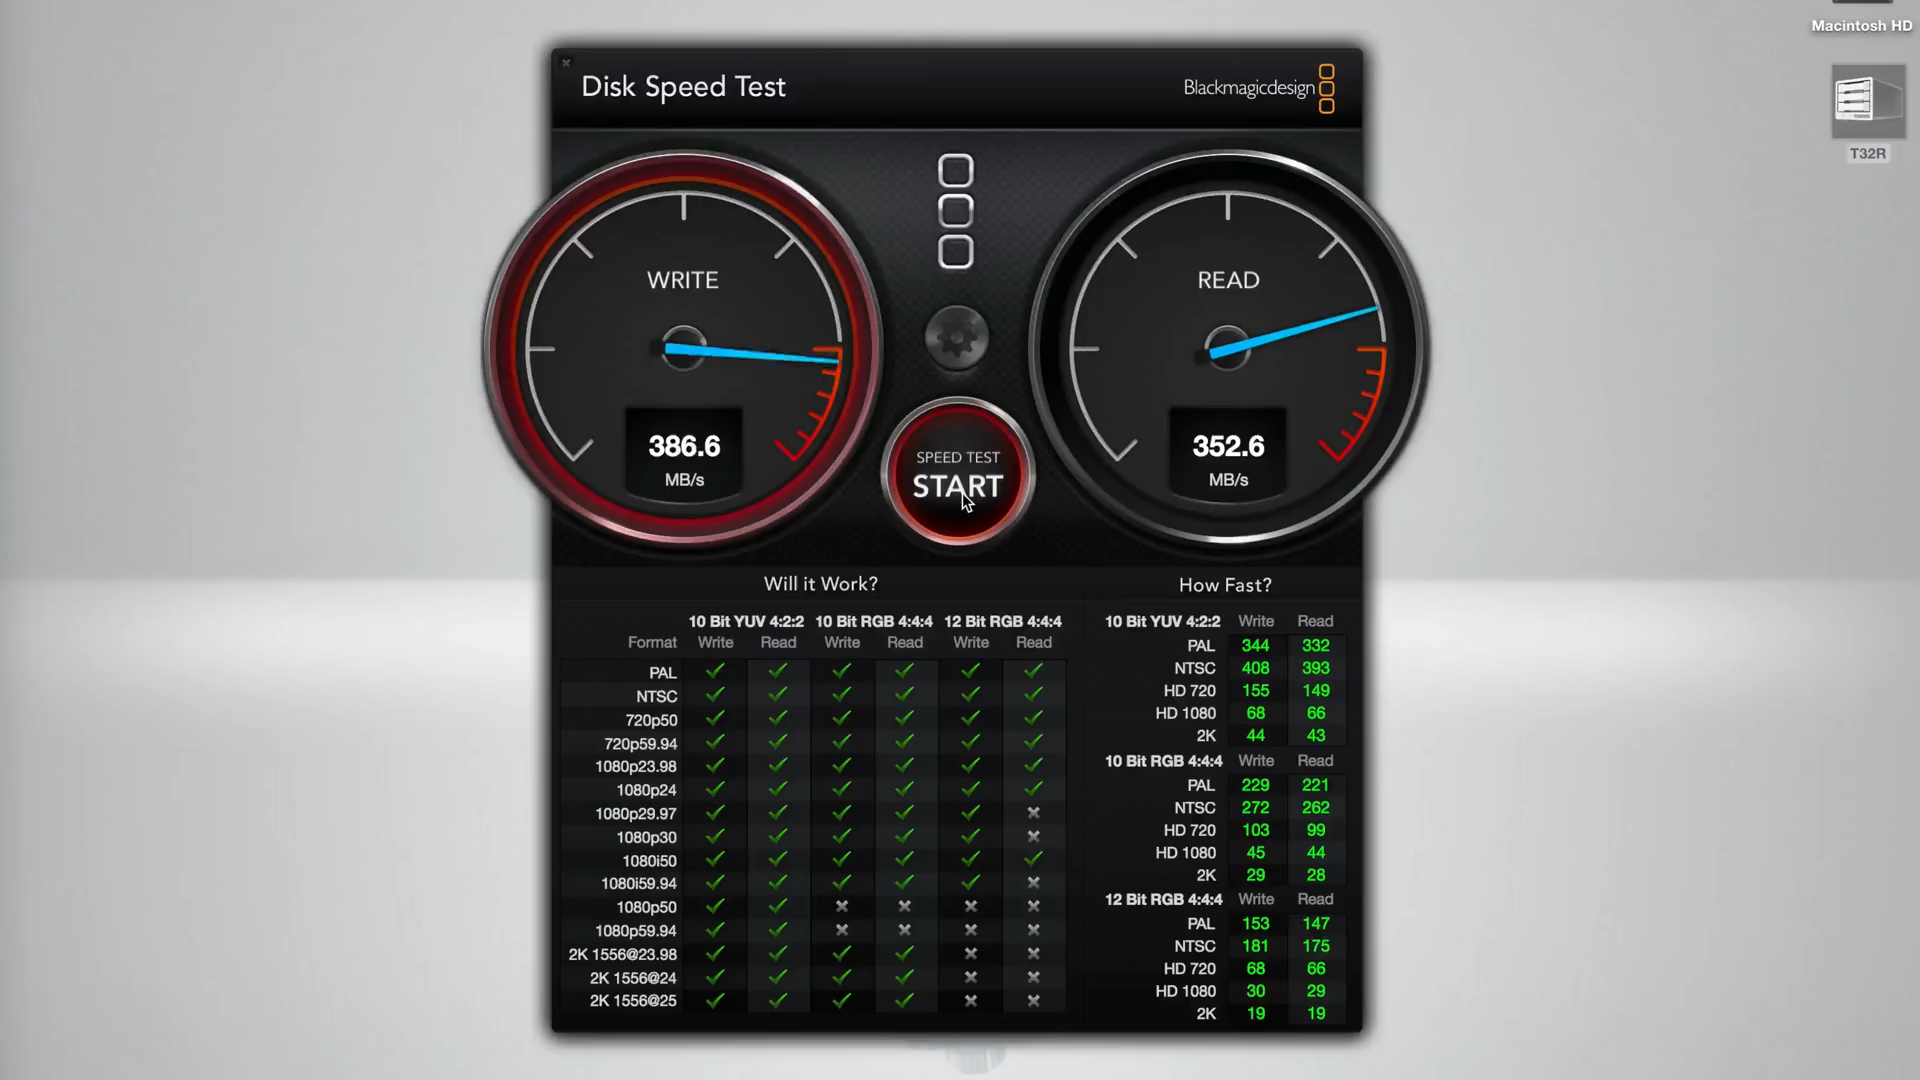 Macintosh HD
T32R
Disk Speed Test
Blackmagicdesign
WRITE
386.6
MB/s
READ
352.6
MB/s
SPEED TEST
START
Will it Work?
10 Bit YUV 4:2:2 10 Bit RGB 4:4:4 12 Bit RGB 4:4:4
Format Write Read Write Read Write Read
PAL
NTSC
720p50
720p59.94
1080p23.98
1080p24
1080p29.97
1080p30
1080i50
1080i59.94
1080p50
1080p59.94
2K 1556@23.98
2K 1556@24
2K 1556@25
How Fast?
10 Bit YUV 4:2:2 Write Read
PAL 344 332
NTSC 408 393
HD 720 155 149
HD 1080 68 66
2K 44 43
10 Bit RGB 4:4:4 Write Read
PAL 229 221
NTSC 272 262
HD 720 103 99
HD 1080 45 44
2K 29 28
12 Bit RGB 4:4:4 Write Read
PAL 153 147
NTSC 181 175
HD 720 68 66
HD 1080 30 29
2K 19 19